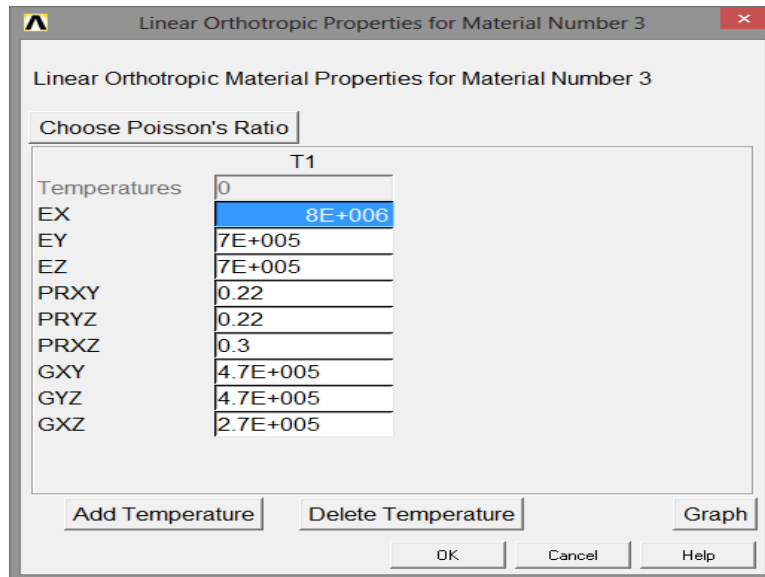 Linear Orthotropic Properties for Material Number 3
Linear Orthotropic Material Properties for Material Number 3
Choose Poisson's Ratio
T1
Temperatures 0
EX 8E+006
EY 7E+005
EZ 7E+005
PRXY 0.22
PRYZ 0.22
PRXZ 0.3
GXY 4.7E+005
GYZ 4.7E+005
GXZ 2.7E+005
Add Temperature Delete Temperature Graph
OK Cancel Help